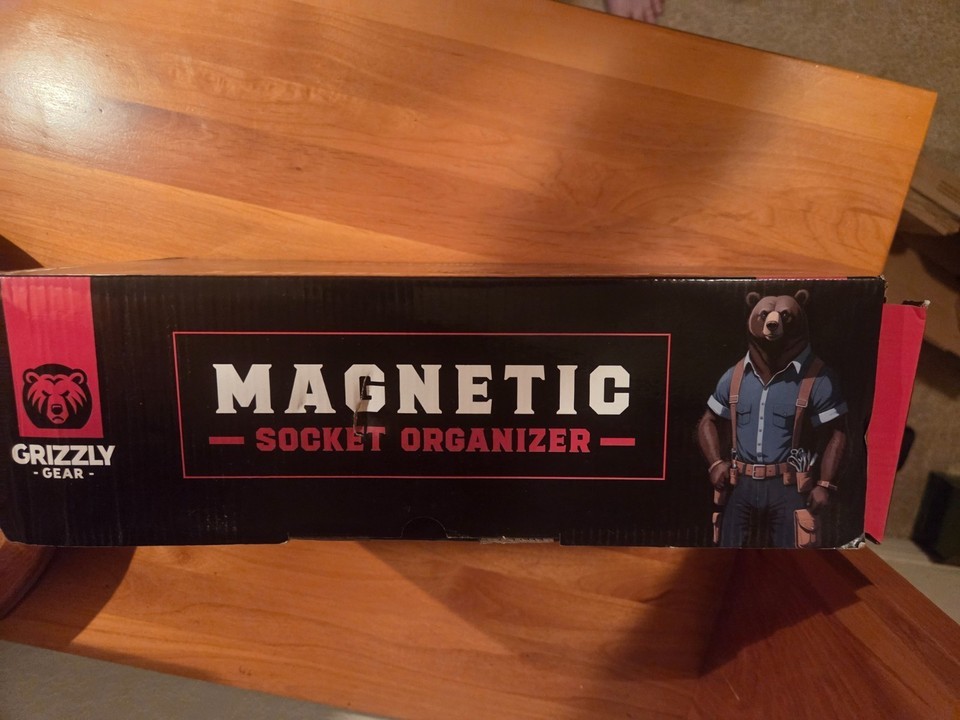 GRIZZLY
- GEAR -
MAGNETIC
SOCKET ORGANIZER